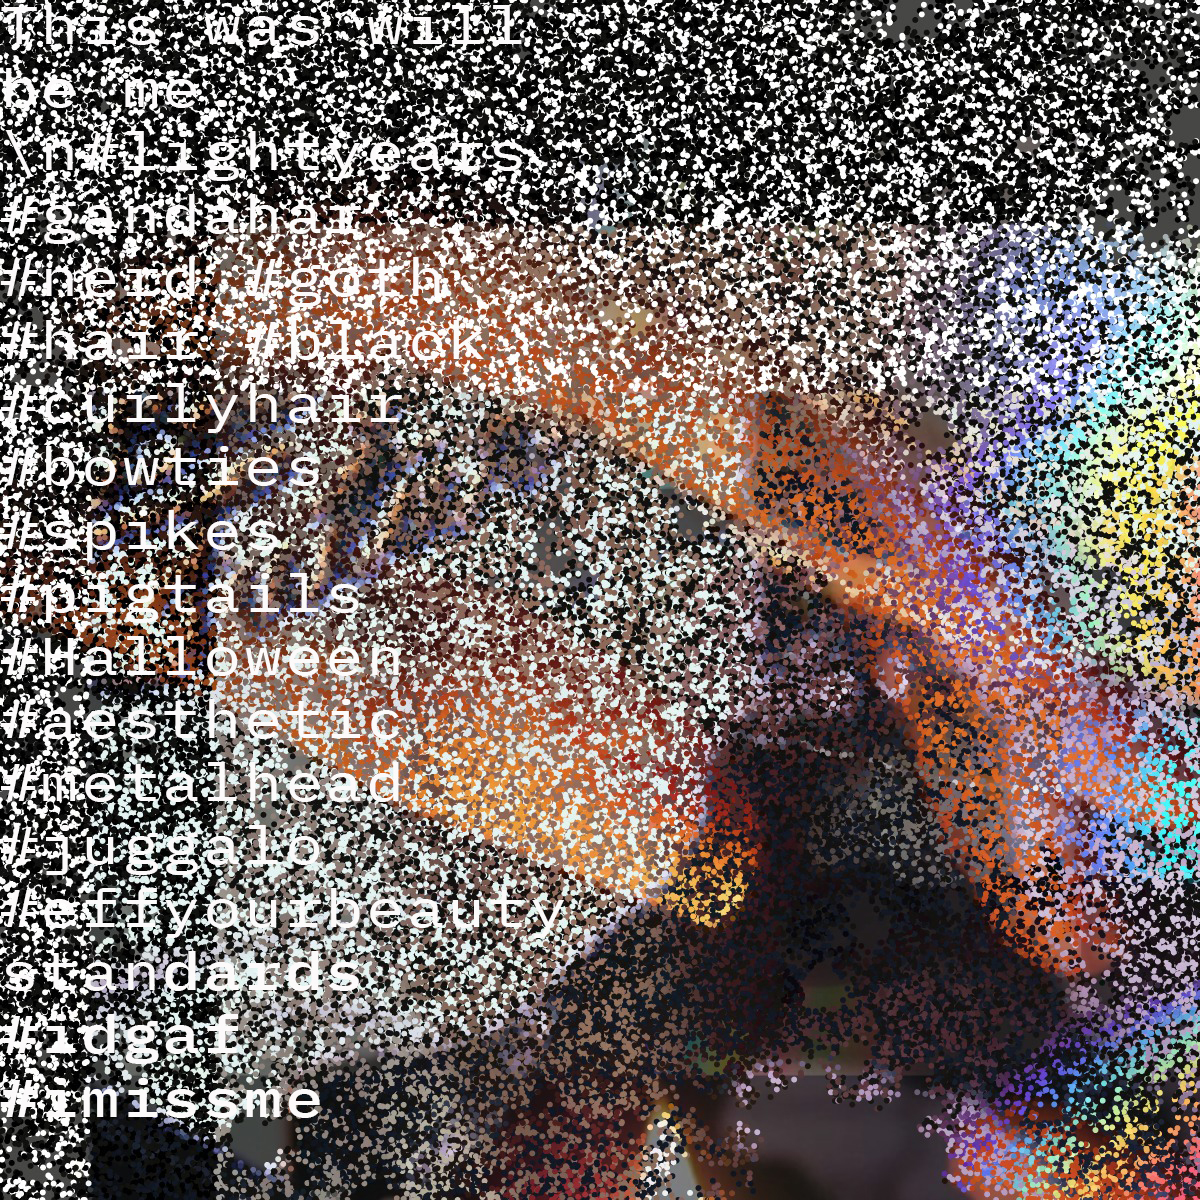 This was will
be me
\n#lightyears
#gandahar
#nerd #goth
#hair #black
#curlyhair
#bowties
#spikes
#pigtails
#Halloween
#aesthetic
#metalhead
#juggalo
#effyourbeauty
standards
#idgaf
#imissme